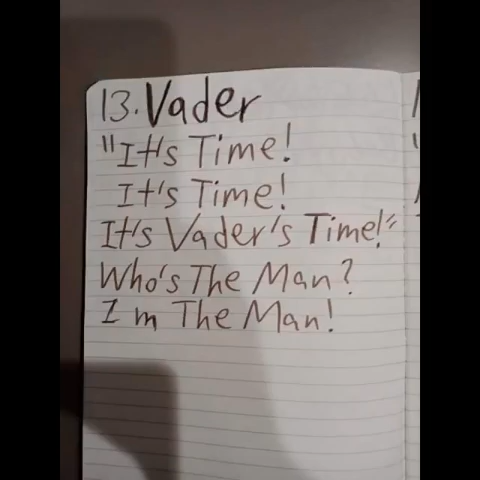 13. Vader
"It's Time!
It's Time!
It's Vader's Time!"
Who's The Man?
I'm The Man!